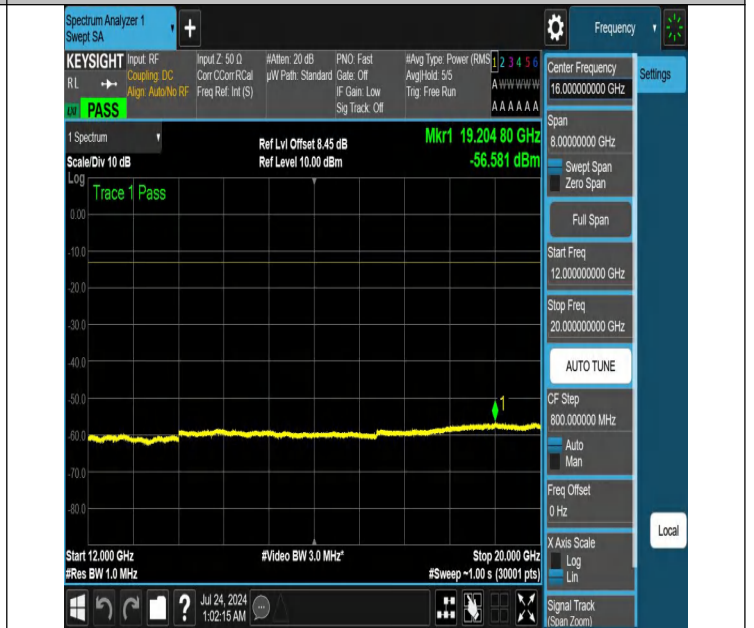 Spectrum Analyzer 1
Swept SA
+
Frequency
KEYSIGHT
RL
LXI
PASS
Input: RF
Coupling: DC
Align: Auto/No RF
Input Z: 50 Ω
Corr CCorr RCal
Freq Ref: Int (S)
#Atten: 20 dB
µW Path: Standard
PNO: Fast
Gate: Off
IF Gain: Low
Sig Track: Off
#Avg Type: Power (RMS
Avg|Hold: 5/5
Trig: Free Run
1 2 3 4 5 6
A W W W W W
A A A A A A
1 Spectrum
Scale/Div 10 dB
Ref Lvl Offset 8.45 dB
Ref Level 10.00 dBm
Mkr1 19.204 80 GHz
-56.581 dBm
Log
Trace 1 Pass
0.00
-10.0
-20.0
-30.0
-40.0
-50.0
-60.0
-70.0
-80.0
1
Start 12.000 GHz
#Res BW 1.0 MHz
#Video BW 3.0 MHz*
Stop 20.000 GHz
#Sweep ~1.00 s (30001 pts)
Center Frequency
16.000000000 GHz
Settings
Span
8.00000000 GHz
Swept Span
Zero Span
Full Span
Start Freq
12.000000000 GHz
Stop Freq
20.000000000 GHz
AUTO TUNE
CF Step
800.000000 MHz
Auto
Man
Freq Offset
0 Hz
X Axis Scale
Log
Lin
Local
Signal Track
(Span Zoom)
?
Jul 24, 2024
1:02:15 AM